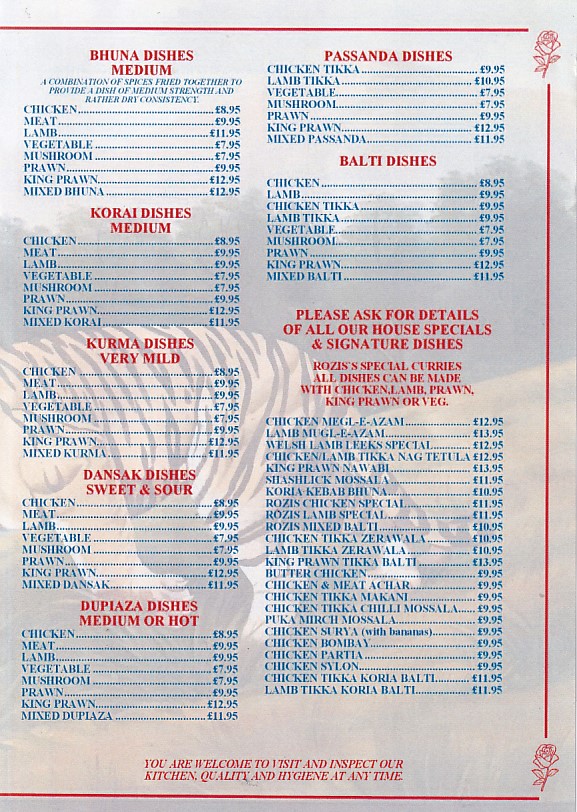 BHUNA DISHES
MEDIUM
A COMBINATION OF SPICES FRIED TOGETHER TO
PROVIDE A DISH OF MEDIUM STRENGTH AND
RATHER DRY CONSISTENCY.
CHICKEN £8.95
MEAT £9.95
LAMB £11.95
VEGETABLE £7.95
MUSHROOM £7.95
PRAWN £9.95
KING PRAWN £12.95
MIXED BHUNA £12.95
KORAI DISHES
MEDIUM
CHICKEN £8.95
MEAT £9.95
LAMB £9.95
VEGETABLE £7.95
MUSHROOM £7.95
PRAWN £9.95
KING PRAWN £12.95
MIXED KORAI £11.95
KURMA DISHES
VERY MILD
CHICKEN £8.95
MEAT £9.95
LAMB £9.95
VEGETABLE £7.95
MUSHROOM £7.95
PRAWN £9.95
KING PRAWN £12.95
MIXED KURMA £11.95
DANSAK DISHES
SWEET & SOUR
CHICKEN £8.95
MEAT £9.95
LAMB £9.95
VEGETABLE £7.95
MUSHROOM £7.95
PRAWN £9.95
KING PRAWN £12.95
MIXED DANSAK £11.95
DUPIAZA DISHES
MEDIUM OR HOT
CHICKEN £8.95
MEAT £9.95
LAMB £9.95
VEGETABLE £7.95
MUSHROOM £7.95
PRAWN £9.95
KING PRAWN £12.95
MIXED DUPIAZA £11.95
PASSANDA DISHES
CHICKEN TIKKA £9.95
LAMB TIKKA £10.95
VEGETABLE £7.95
MUSHROOM £7.95
PRAWN £9.95
KING PRAWN £12.95
MIXED PASSANDA £11.95
BALTI DISHES
CHICKEN £8.95
LAMB £9.95
CHICKEN TIKKA £9.95
LAMB TIKKA £9.95
VEGETABLE £7.95
MUSHROOM £7.95
PRAWN £9.95
KING PRAWN £12.95
MIXED BALTI £11.95
PLEASE ASK FOR DETAILS
OF ALL OUR HOUSE SPECIALS
& SIGNATURE DISHES
ROZIS'S SPECIAL CURRIES
ALL DISHES CAN BE MADE
WITH CHICKEN,LAMB, PRAWN,
KING PRAWN OR VEG.
CHICKEN MEGL-E-AZAM £12.95
LAMB MUGL-E-AZAM £13.95
WELSH LAMB LEEKS SPECIAL £12.95
CHICKEN/LAMB TIKKA NAG TETULA £12.95
KING PRAWN NAWABI £13.95
SHASHLICK MOSSALA £11.95
KORIA KEBAB BHUNA £10.95
ROZIS CHICKEN SPECIAL £11.95
ROZIS LAMB SPECIAL £11.95
ROZIS MIXED BALTI £10.95
CHICKEN TIKKA ZERAWALA £10.95
LAMB TIKKA ZERAWALA £10.95
KING PRAWN TIKKA BALTI £13.95
BUTTER CHICKEN £9.95
CHICKEN & MEAT ACHAR £9.95
CHICKEN TIKKA MAKANI £9.95
CHICKEN TIKKA CHILLI MOSSALA £9.95
PUKA MIRCH MOSSALA £9.95
CHICKEN SURYA (with bananas) £9.95
CHICKEN BOMBAY £9.95
CHICKEN PARTIA £9.95
CHICKEN SYLON £9.95
CHICKEN TIKKA KORIA BALTI £11.95
LAMB TIKKA KORIA BALTI £11.95
YOU ARE WELCOME TO VISIT AND INSPECT OUR
KITCHEN, QUALITY AND HYGIENE AT ANY TIME.